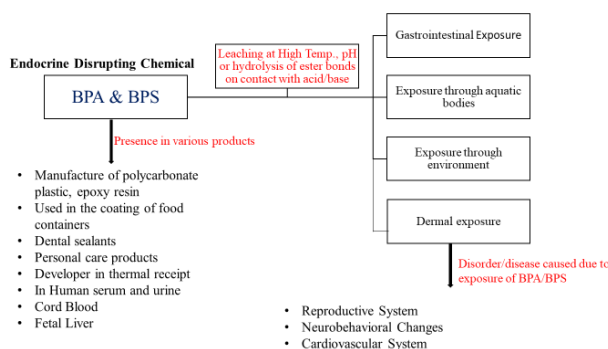 Endocrine Disrupting Chemical
BPA & BPS
Leaching at High Temp., pH
or hydrolysis of ester bonds
on contact with acid/base
Gastrointestinal Exposure
Exposure through aquatic
bodies
Exposure through
environment
Dermal exposure
Presence in various products
• Manufacture of polycarbonate
plastic, epoxy resin
• Used in the coating of food
containers
• Dental sealants
• Personal care products
• Developer in thermal receipt
• In Human serum and urine
• Cord Blood
• Fetal Liver
Disorder/disease caused due to
exposure of BPA/BPS
• Reproductive System
• Neurobehavioral Changes
• Cardiovascular System